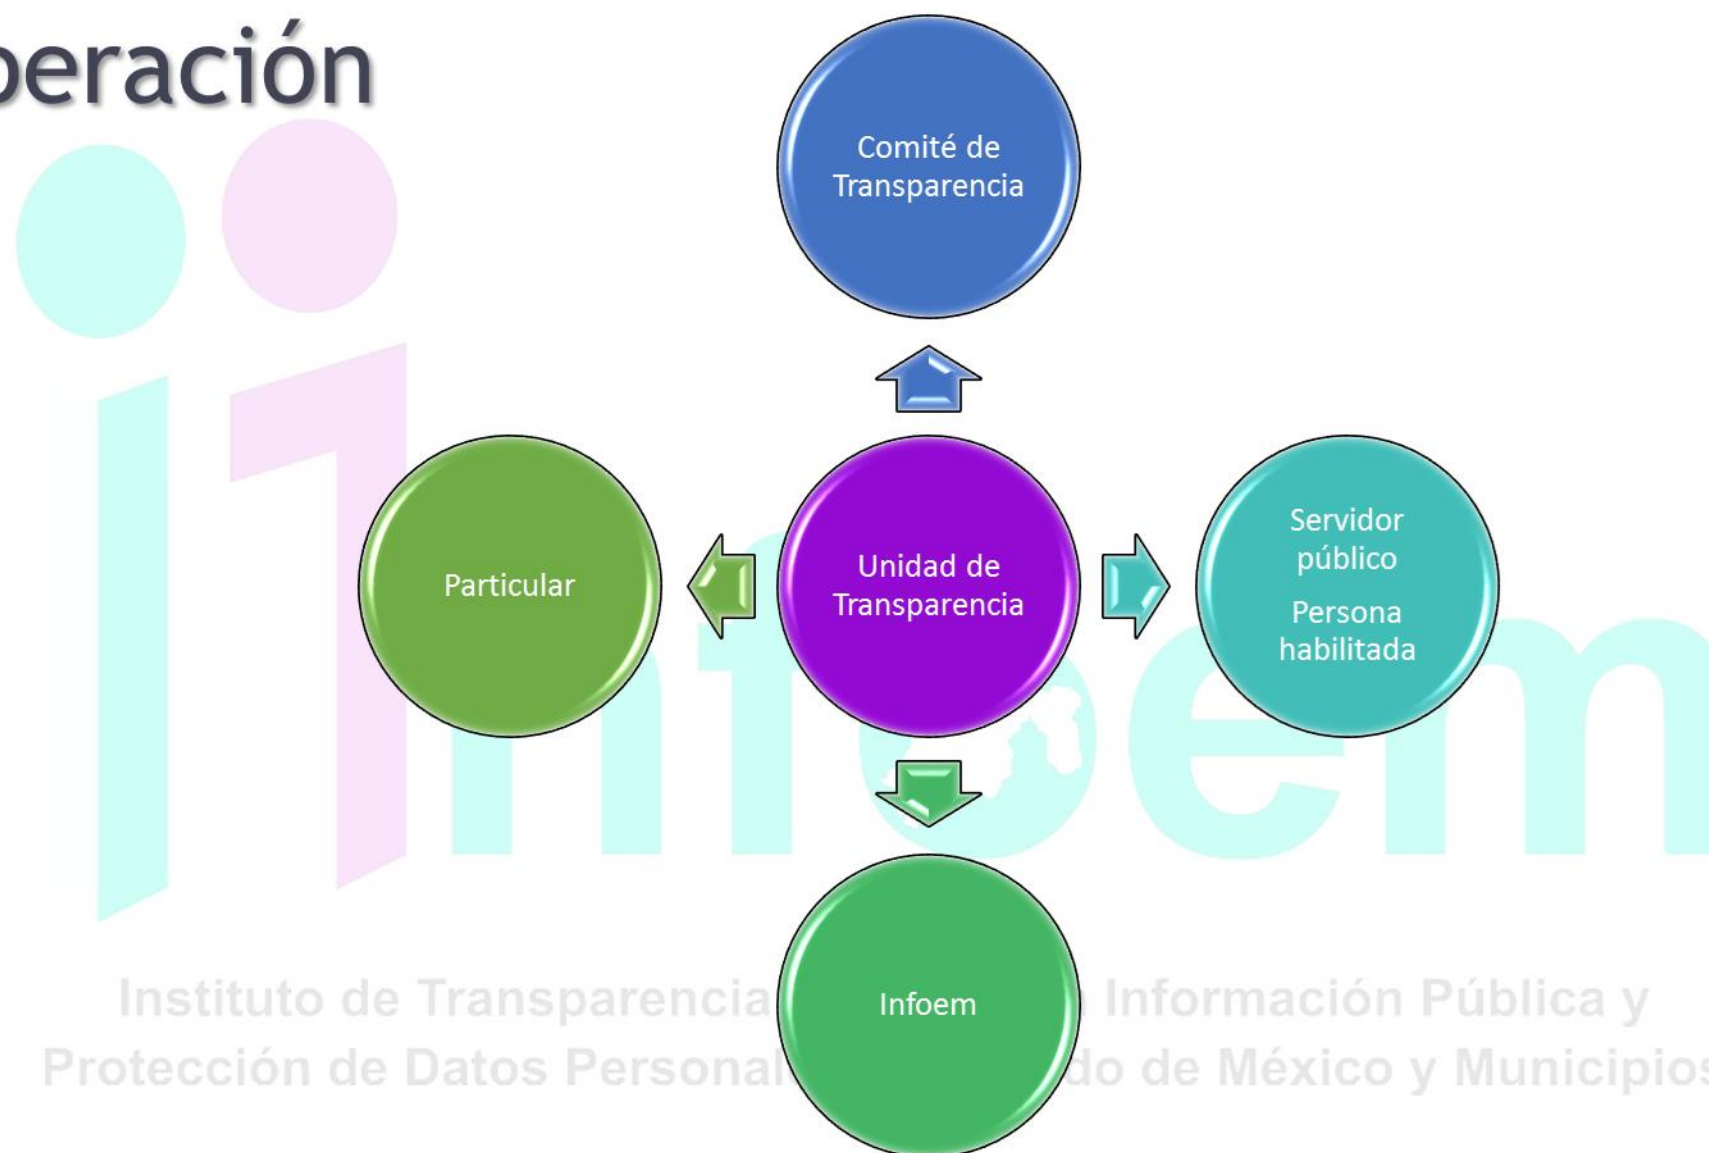 peración
Comité de
Transparencia
Particular
Unidad de
Transparencia
Servidor
público
Persona
habilitada
Infoem
infoem
Instituto de Transparencia Información Pública y
Protección de Datos Personal do de México y Municipios